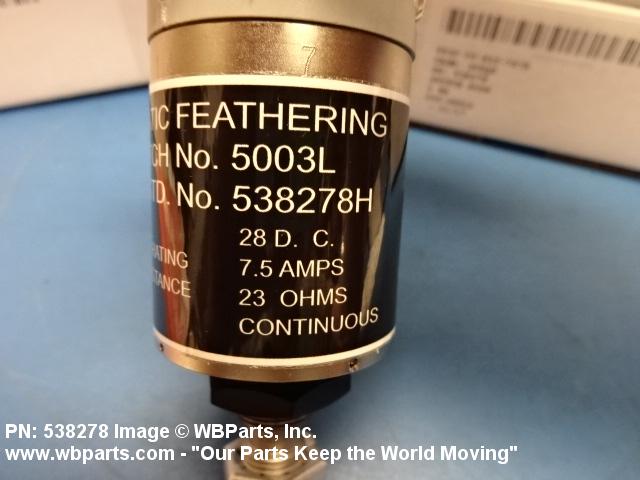 7
TIC FEATHERING
CH No. 5003L
TD. No. 538278H
28 D. C.
ATING 7.5 AMPS
TANCE 23 OHMS
CONTINUOUS
PN: 538278 Image © WBParts, Inc.
www.wbparts.com - "Our Parts Keep the World Moving"